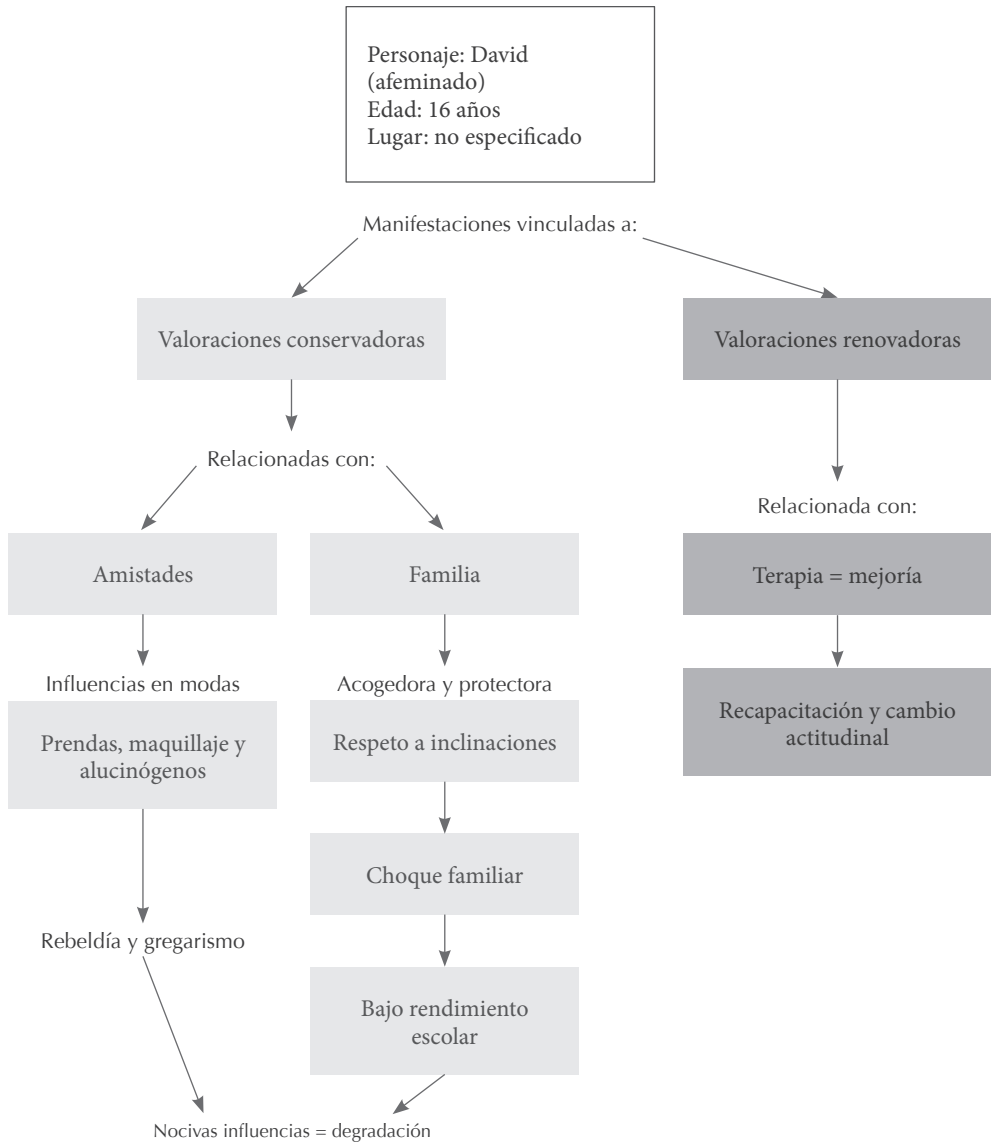 Personaje: David
(afeminado)
Edad: 16 años
Lugar: no especificado
Manifestaciones vinculadas a:
Valoraciones conservadoras
Valoraciones renovadoras
Relacionadas con:
Relacionada con:
Amistades
Familia
Terapia = mejoría
Influencias en modas
Acogedora y protectora
Prendas, maquillaje y
alucinógenos
Respeto a inclinaciones
Recapacitación y cambio
actitudinal
Choque familiar
Rebeldía y gregarismo
Bajo rendimiento
escolar
Nocivas influencias = degradación